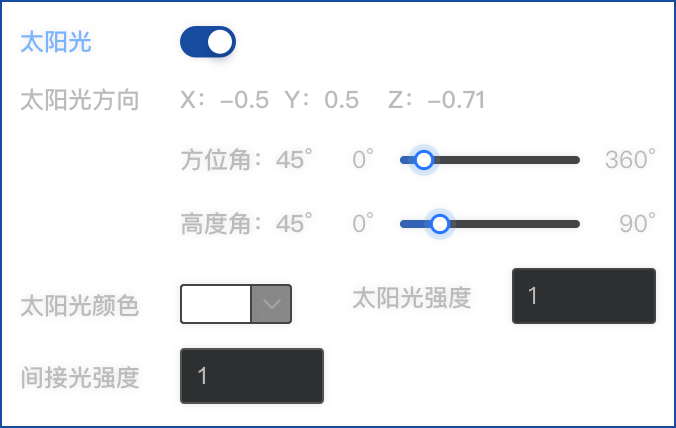 太阳光
太阳光方向 X：-0.5 Y：0.5 Z：-0.71
方位角：45° 0° 360°
高度角：45° 0° 90°
太阳光颜色 太阳光强度 1
间接光强度 1